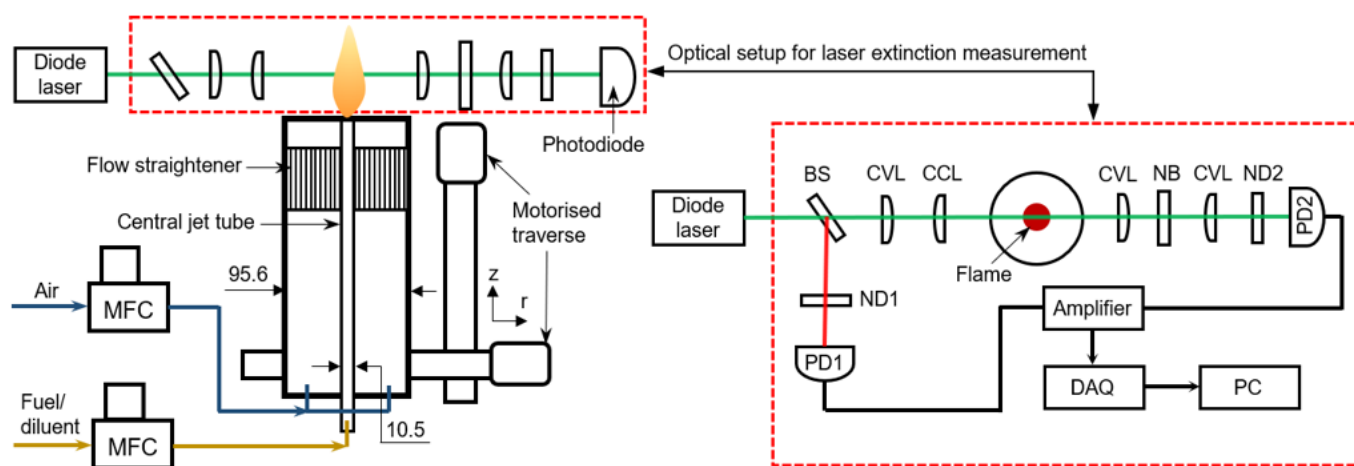 Diode
laser
Optical setup for laser extinction measurement
Photodiode
Flow straightener
Central jet tube
Motorised
traverse
95.6
z
r
Air
MFC
Fuel/
diluent
MFC
10.5
BS
CVL
CCL
CVL
NB
CVL
ND2
Diode
laser
PD2
Flame
ND1
Amplifier
PD1
DAQ
PC